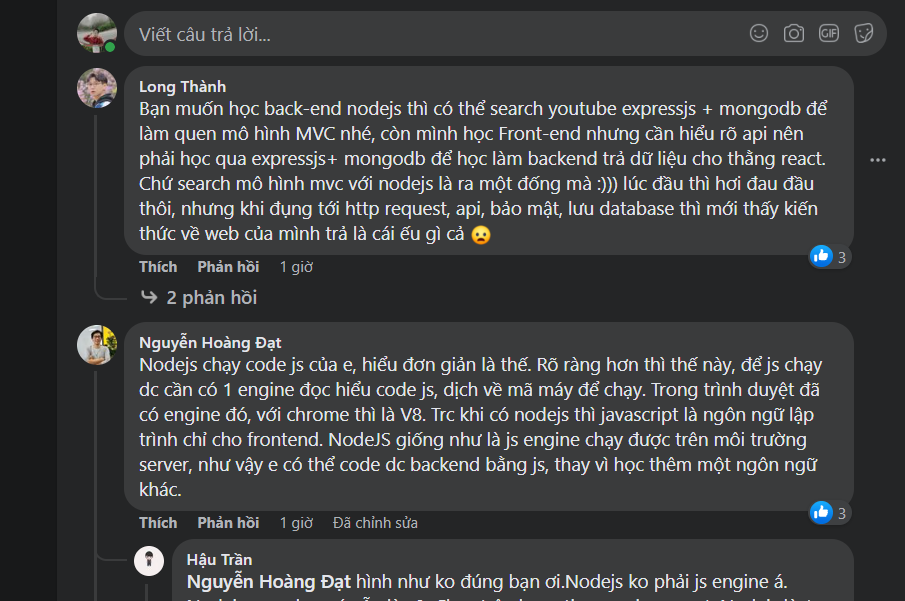 Viết câu trả lời...
GIF
Long Thành
Bạn muốn học back-end nodejs thì có thể search youtube expressjs + mongodb để
làm quen mô hình MVC nhé, còn mình học Front-end nhưng cần hiểu rõ api nên
phải học qua expressjs+ mongodb để học làm backend trả dữ liệu cho thằng react.
Chứ search mô hình mvc với nodejs là ra một đống mà :))) lúc đầu thì hơi đau đầu
thôi, nhưng khi đụng tới http request, api, bảo mật, lưu database thì mới thấy kiến
thức về web của mình trả là cái ếu gì cả 😦
3
Thích Phản hồi 1 giờ
2 phản hồi
Nguyễn Hoàng Đạt
Nodejs chạy code js của e, hiểu đơn giản là thế. Rõ ràng hơn thì thế này, để js chạy
dc cần có 1 engine đọc hiểu code js, dịch về mã máy để chạy. Trong trình duyệt đã
có engine đó, với chrome thì là V8. Trc khi có nodejs thì javascript là ngôn ngữ lập
trình chỉ cho frontend. NodeJS giống như là js engine chạy được trên môi trường
server, như vậy e có thể code dc backend bằng js, thay vì học thêm một ngôn ngữ
khác.
3
Thích Phản hồi 1 giờ Đã chỉnh sửa
Hậu Trần
Nguyễn Hoàng Đạt hình như ko đúng bạn ơi.Nodejs ko phải js engine á.